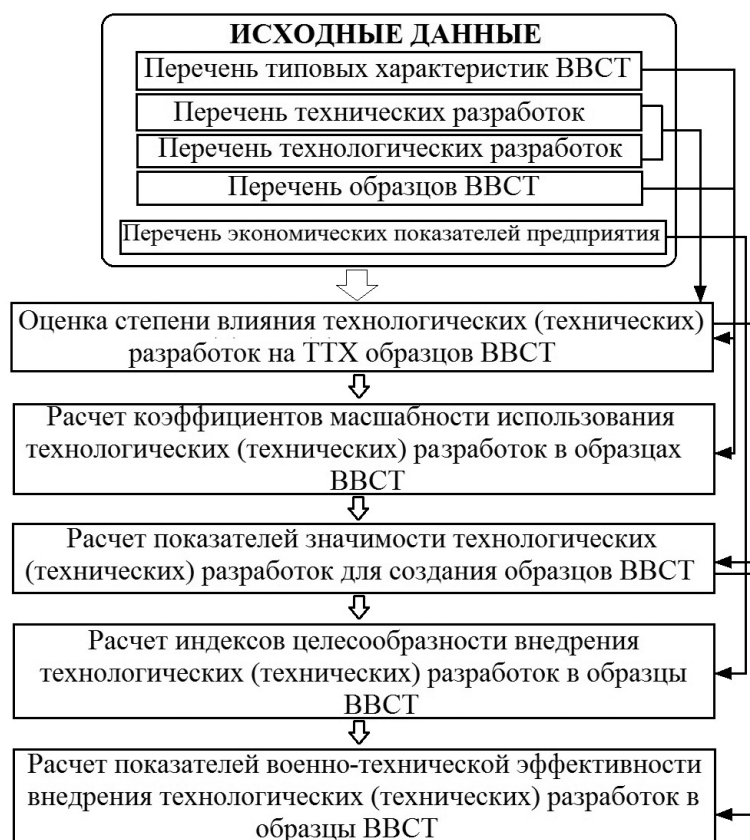 ИСХОДНЫЕ ДАННЫЕ
Перечень типовых характеристик ВВСТ
Перечень технических разработок
Перечень технологических разработок
Перечень образцов ВВСТ
Перечень экономических показателей предприятия
Оценка степени влияния технологических (технических)
разработок на ТТХ образцов ВВСТ
Расчет коэффициентов масшабности использования
технологических (технических) разработок в образцах
ВВСТ
Расчет показателей значимости технологических
(технических) разработок для создания образцов ВВСТ
Расчет индексов целесообразности внедрения
технологических (технических) разработок в образцы
ВВСТ
Расчет показателей военно-технической эффективности
внедрения технологических (технических) разработок в
образцы ВВСТ